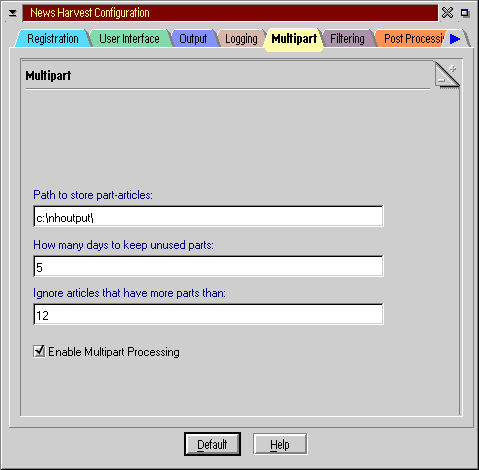 News Harvest Configuration
Registration User Interface Output Logging Multipart Filtering Post Processi
Multipart
Path to store part-articles:
c:\nhoutput\
How many days to keep unused parts:
5
Ignore articles that have more parts than:
12
Enable Multipart Processing
Default Help